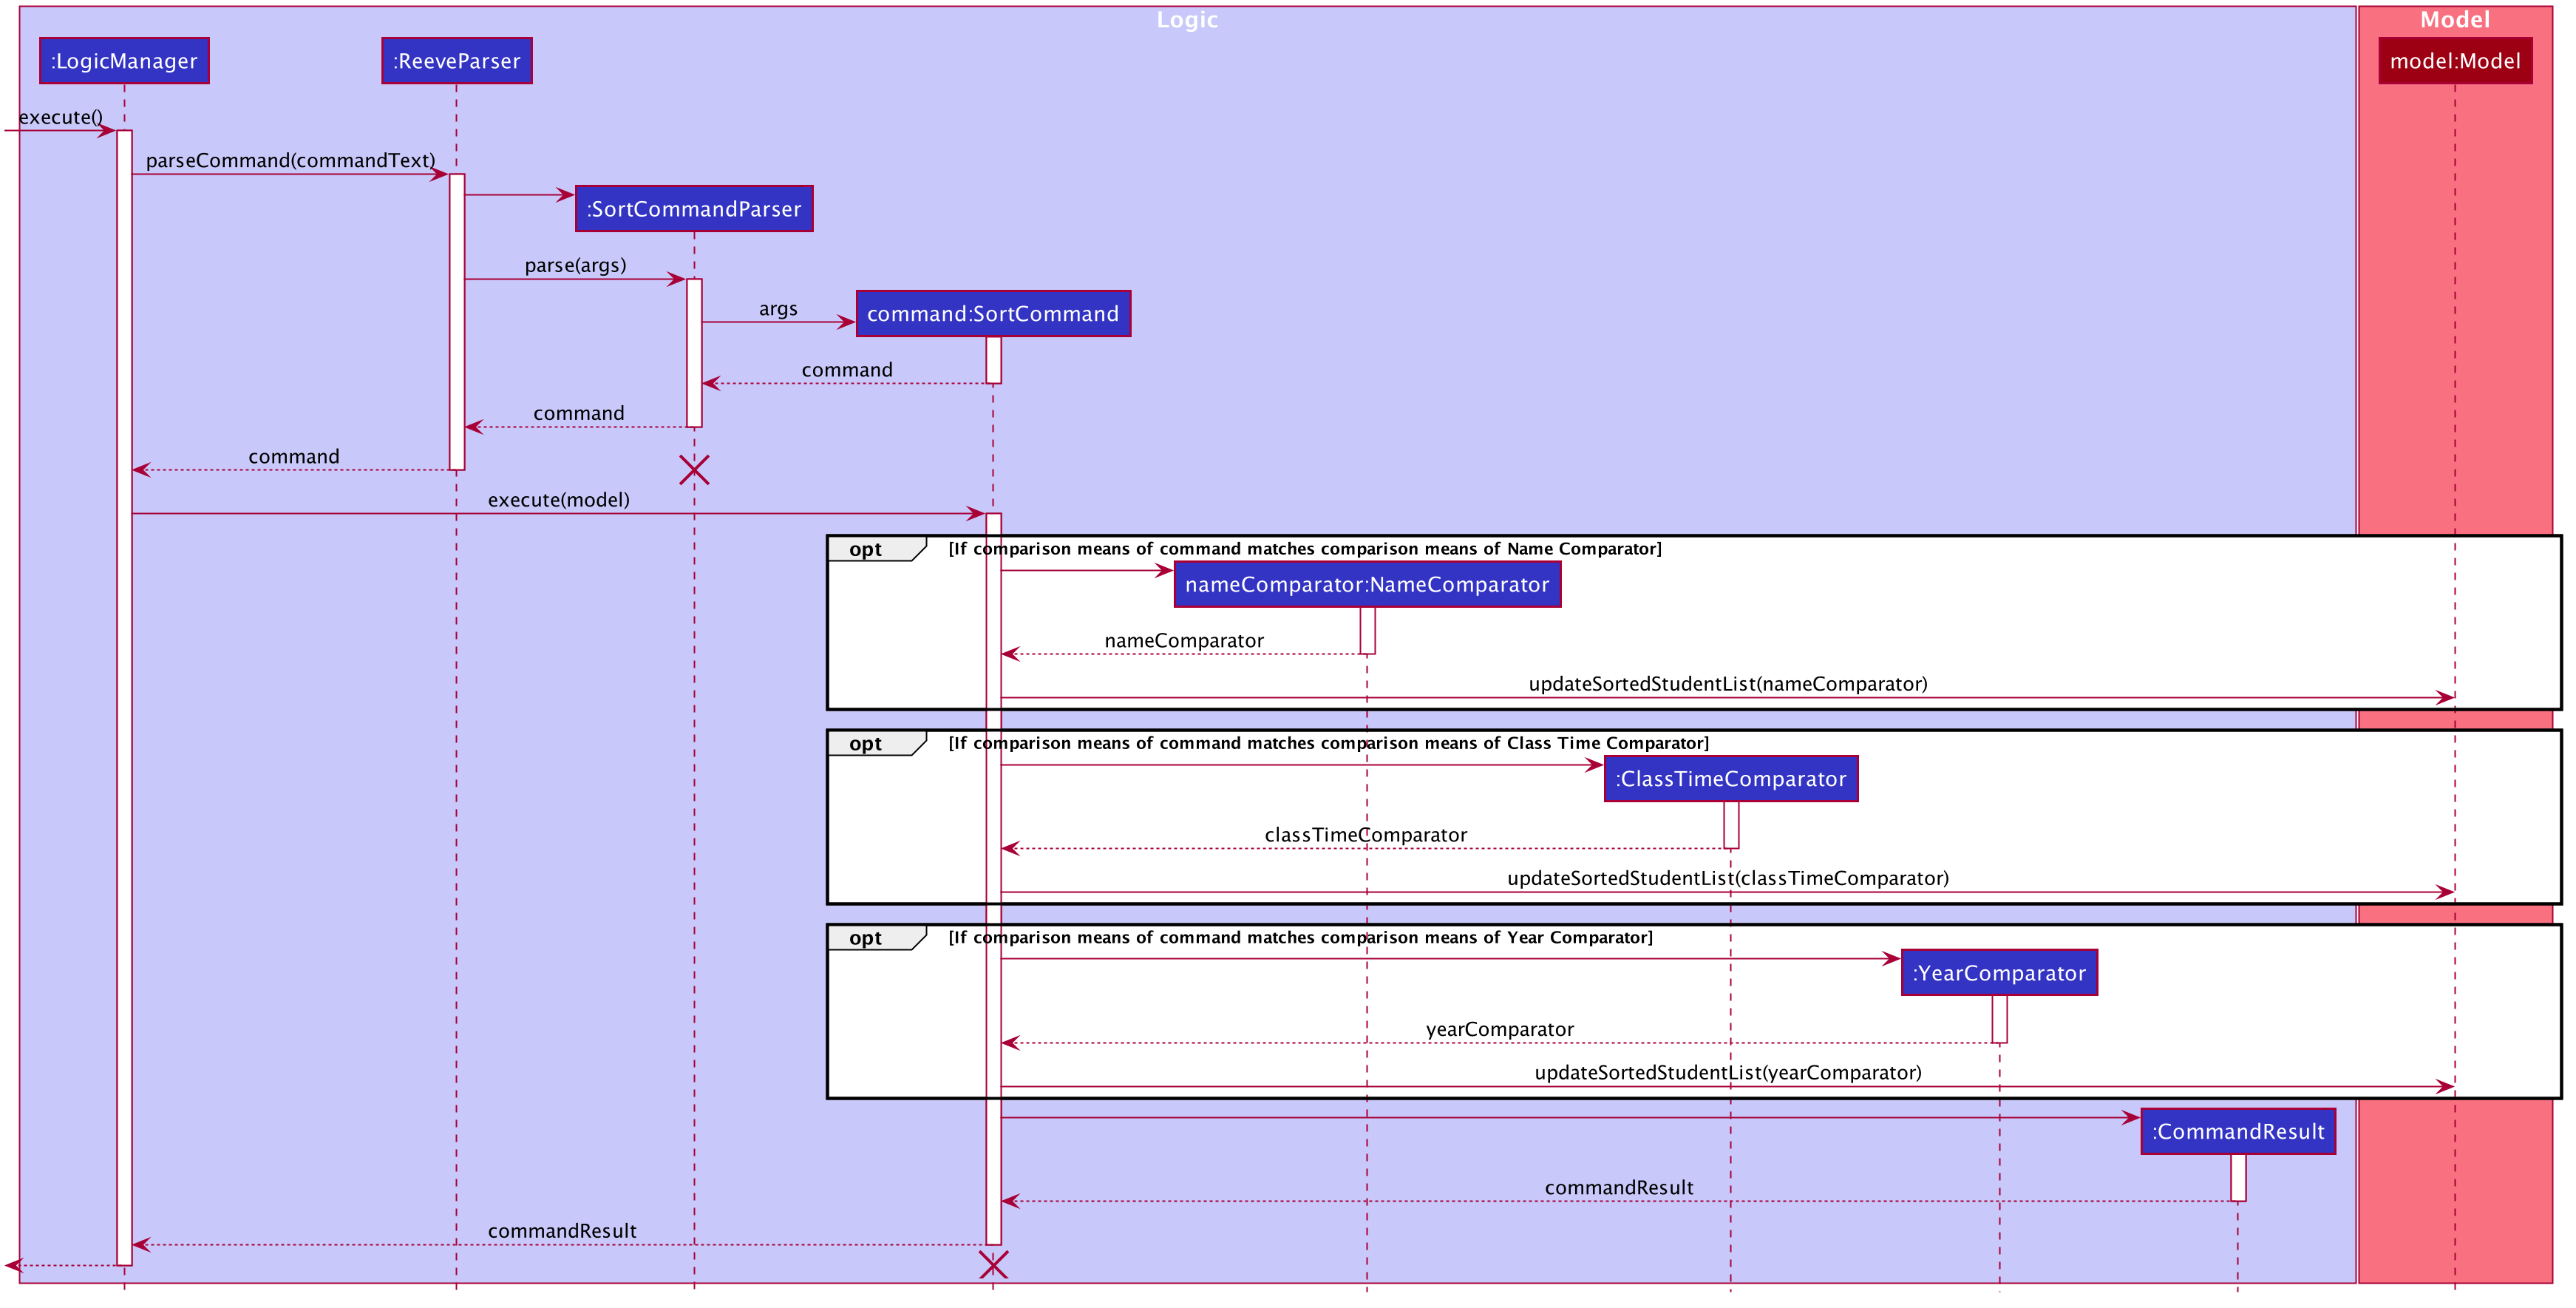 Logic
Model
:LogicManager
:ReeveParser
model:Model
execute()
parseCommand(commandText)
:SortCommandParser
parse(args)
args
command:SortCommand
command
command
command
execute(model)
opt
[If comparison means of command matches comparison means of Name Comparator]
nameComparator:NameComparator
nameComparator
updateSortedStudentList(nameComparator)
opt
[If comparison means of command matches comparison means of Class Time Comparator]
:ClassTimeComparator
classTimeComparator
updateSortedStudentList(classTimeComparator)
opt
[If comparison means of command matches comparison means of Year Comparator]
:YearComparator
yearComparator
updateSortedStudentList(yearComparator)
:CommandResult
commandResult
commandResult